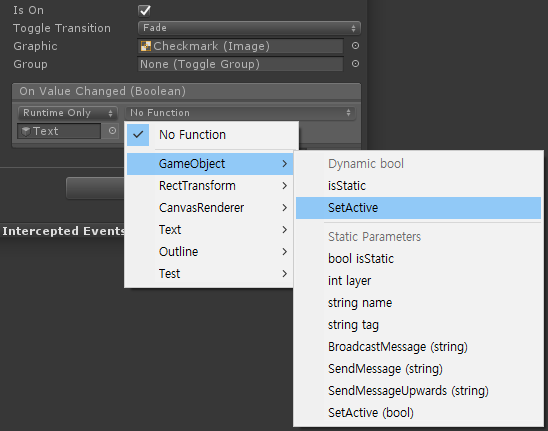 Is On
Toggle Transition
Fade
Graphic
Checkmark (Image)
Group
None (Toggle Group)
On Value Changed (Boolean)
Runtime Only
No Function
Text
No Function
GameObject
RectTransform
CanvasRenderer
Text
Outline
Test
Intercepted Events
Dynamic bool
isStatic
SetActive
Static Parameters
bool isStatic
int layer
string name
string tag
BroadcastMessage (string)
SendMessage (string)
SendMessageUpwards (string)
SetActive (bool)